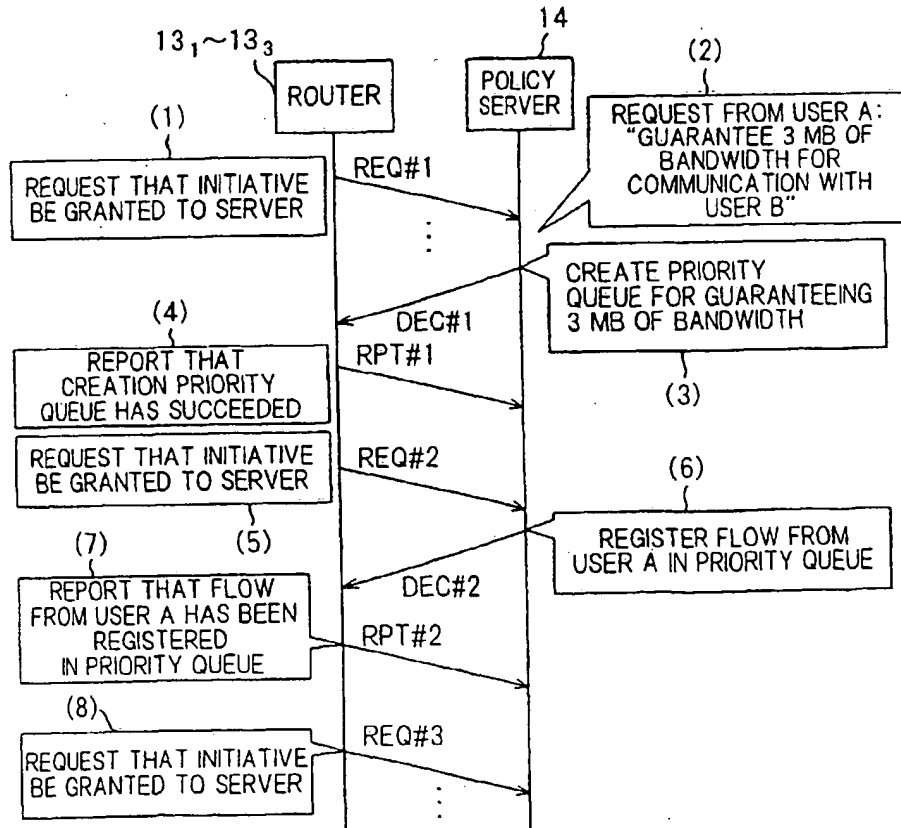 13₁~13₃
14
ROUTER
POLICY
SERVER
(1)
REQUEST THAT INITIATIVE
BE GRANTED TO SERVER
REQ#1
(2)
REQUEST FROM USER A:
"GUARANTEE 3 MB OF
BANDWIDTH FOR
COMMUNICATION WITH
USER B"
CREATE PRIORITY
QUEUE FOR GUARANTEEING
3 MB OF BANDWIDTH
(3)
DEC#1
(4)
REPORT THAT
CREATION PRIORITY
QUEUE HAS SUCCEEDED
RPT#1
REQUEST THAT INITIATIVE
BE GRANTED TO SERVER
(5)
REQ#2
(6)
REGISTER FLOW FROM
USER A IN PRIORITY QUEUE
DEC#2
(7)
REPORT THAT FLOW
FROM USER A HAS BEEN
REGISTERED
IN PRIORITY QUEUE
RPT#2
(8)
REQUEST THAT INITIATIVE
BE GRANTED TO SERVER
REQ#3